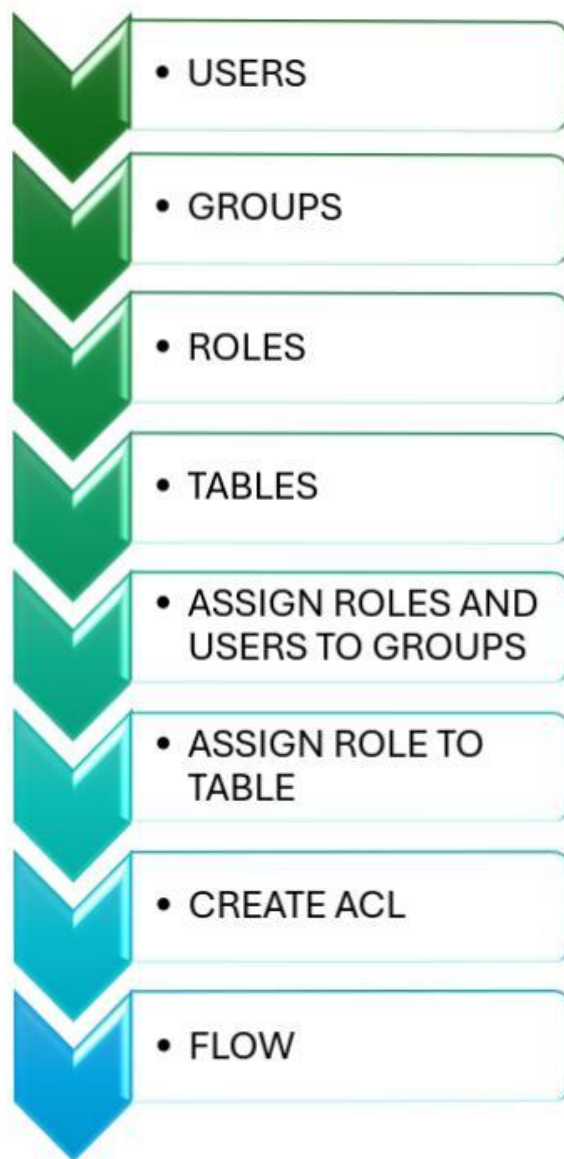 • USERS
• GROUPS
• ROLES
• TABLES
• ASSIGN ROLES AND
USERS TO GROUPS
• ASSIGN ROLE TO
TABLE
• CREATE ACL
• FLOW